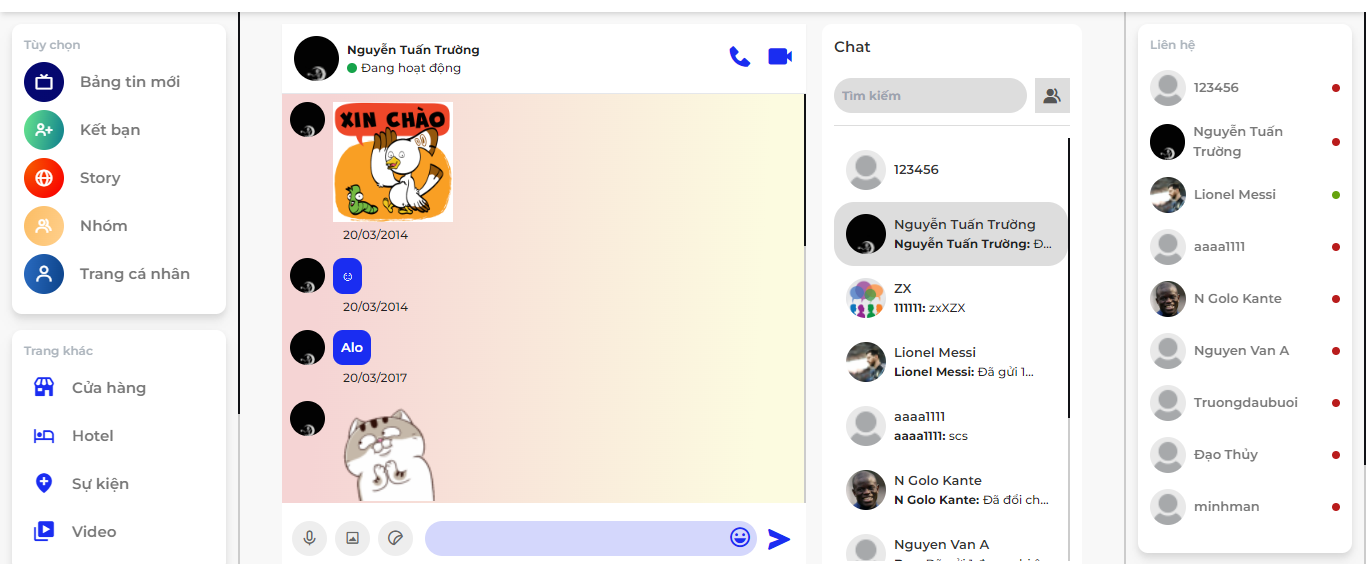 Tùy chọn
Bảng tin mới
Kết bạn
Story
Nhóm
Trang cá nhân
Trang khác
Cửa hàng
Hotel
Sự kiện
Video
Nguyễn Tuấn Trường
Đang hoạt động
XIN CHÀO
20/03/2014
20/03/2014
Alo
20/03/2017
Chat
Tìm kiếm
123456
Nguyễn Tuấn Trường
Nguyễn Tuấn Trường: Đ...
ZX
111111: zxXZX
Lionel Messi
Lionel Messi: Đã gửi 1...
aaaa1111
aaaa1111: scs
N Golo Kante
N Golo Kante: Đã đổi ch...
Nguyen Van A
Liên hệ
123456
Nguyễn Tuấn
Trường
Lionel Messi
aaaa1111
N Golo Kante
Nguyen Van A
Truongdaubuoi
Đạo Thủy
minhman